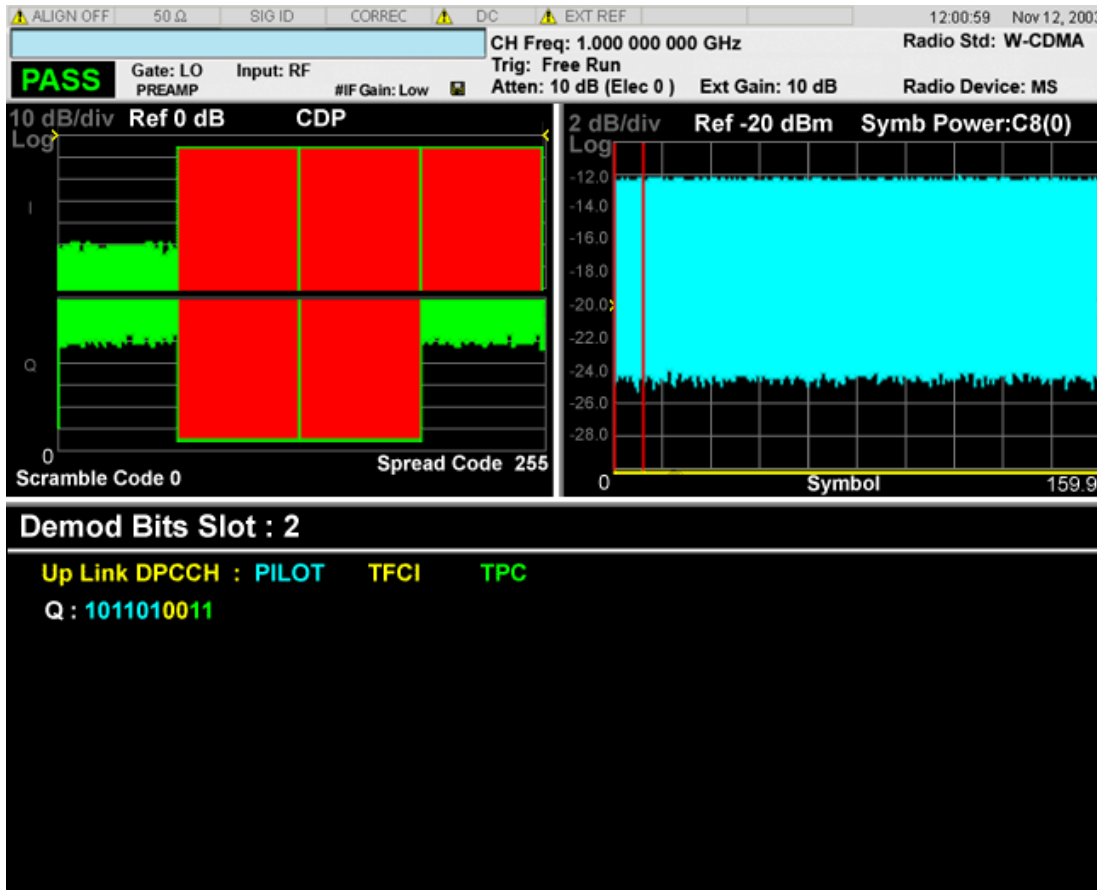 ALIGN OFF 50 Ω SIG ID CORREC DC EXT REF 12:00:59 Nov 12, 2003
CH Freq: 1.000 000 000 GHz Radio Std: W-CDMA
PASS Gate: LO Input: RF Trig: Free Run
PREAMP #IF Gain: Low Atten: 10 dB (Elec 0 ) Ext Gain: 10 dB Radio Device: MS
10 dB/div Ref 0 dB CDP
Log
I
Q
0
Scramble Code 0 Spread Code 255
2 dB/div Ref -20 dBm Symb Power:C8(0)
Log
-12.0
-14.0
-16.0
-18.0
-20.0
-22.0
-24.0
-26.0
-28.0
0 Symbol 159.9
Demod Bits Slot : 2
Up Link DPCCH : PILOT TFCI TPC
Q : 1011010011